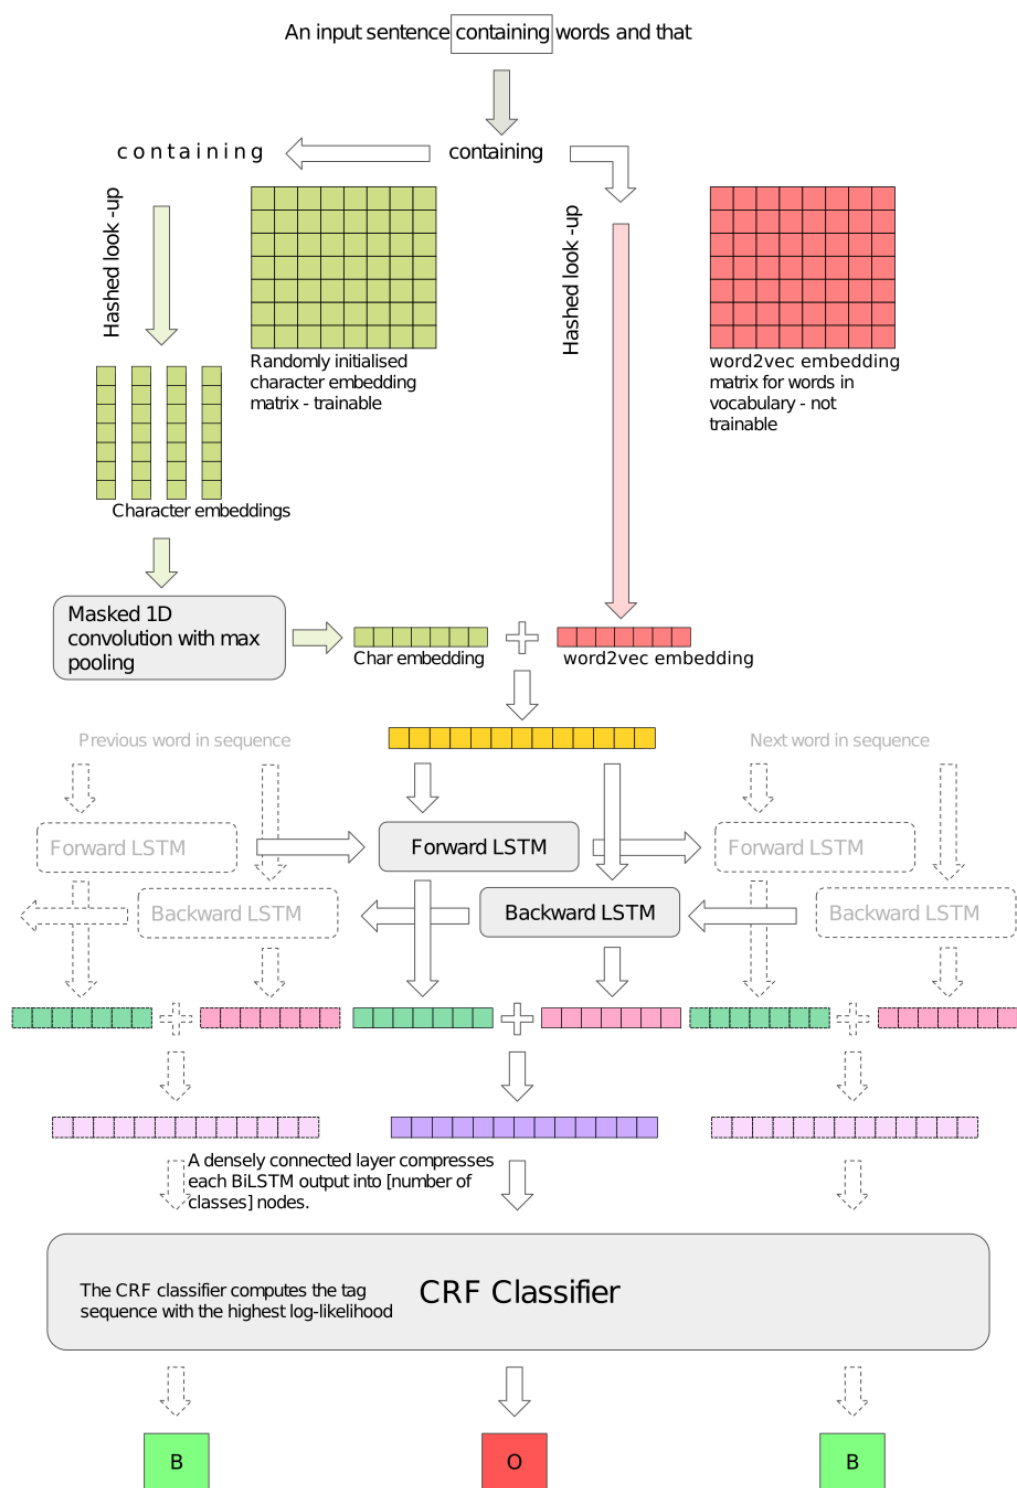 An input sentence containing words and that
containing
containing
Hashed look-up
Hashed look-up
Randomly initialised
character embedding
matrix - trainable
word2vec embedding
matrix for words in
vocabulary - not
trainable
Character embeddings
Masked 1D
convolution with max
pooling
Char embedding
word2vec embedding
Previous word in sequence
Next word in sequence
Forward LSTM
Forward LSTM
Forward LSTM
Backward LSTM
Backward LSTM
Backward LSTM
A densely connected layer compresses
each BiLSTM output into [number of
classes] nodes.
The CRF classifier computes the tag
sequence with the highest log-likelihood
CRF Classifier
B
O
B